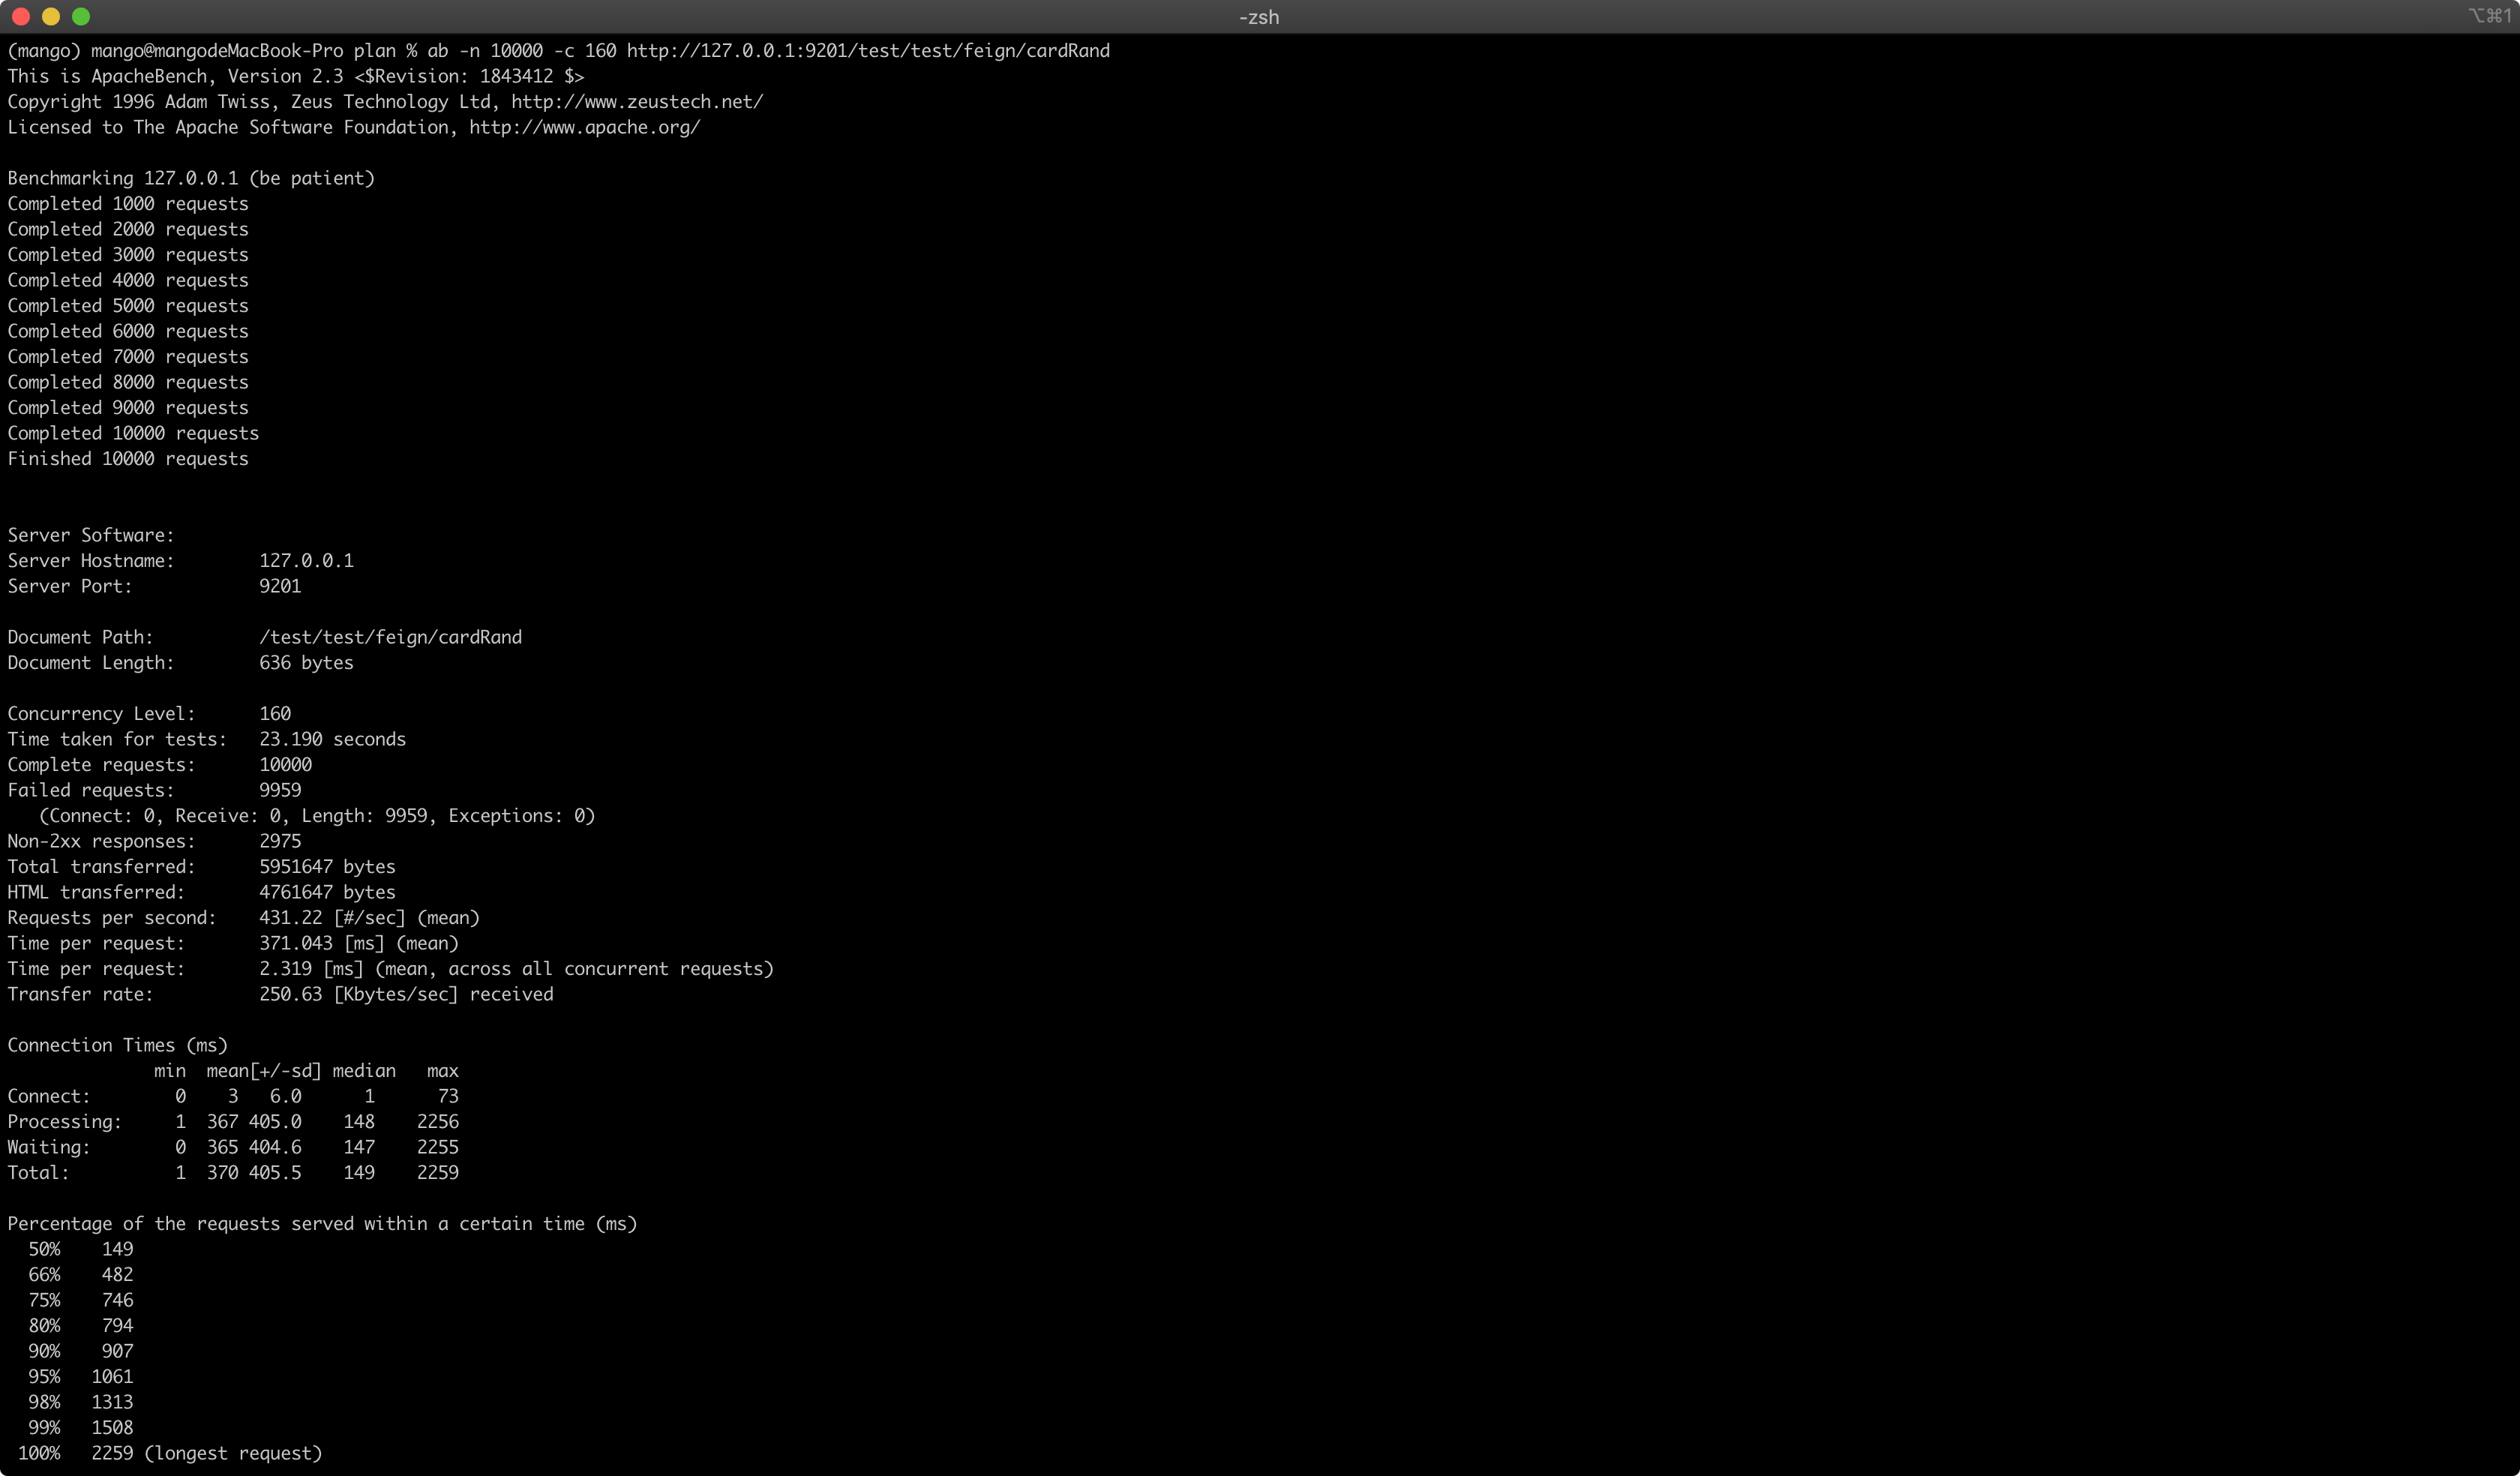 -zsh
⌥⌘1
(mango) mango@mangodeMacBook-Pro plan % ab -n 10000 -c 160 http://127.0.0.1:9201/test/test/feign/cardRand
This is ApacheBench, Version 2.3 <$Revision: 1843412 $>
Copyright 1996 Adam Twiss, Zeus Technology Ltd, http://www.zeustech.net/
Licensed to The Apache Software Foundation, http://www.apache.org/

Benchmarking 127.0.0.1 (be patient)
Completed 1000 requests
Completed 2000 requests
Completed 3000 requests
Completed 4000 requests
Completed 5000 requests
Completed 6000 requests
Completed 7000 requests
Completed 8000 requests
Completed 9000 requests
Completed 10000 requests
Finished 10000 requests


Server Software:
Server Hostname:        127.0.0.1
Server Port:            9201

Document Path:          /test/test/feign/cardRand
Document Length:        636 bytes

Concurrency Level:      160
Time taken for tests:   23.190 seconds
Complete requests:      10000
Failed requests:        9959
   (Connect: 0, Receive: 0, Length: 9959, Exceptions: 0)
Non-2xx responses:      2975
Total transferred:      5951647 bytes
HTML transferred:       4761647 bytes
Requests per second:    431.22 [#/sec] (mean)
Time per request:       371.043 [ms] (mean)
Time per request:       2.319 [ms] (mean, across all concurrent requests)
Transfer rate:          250.63 [Kbytes/sec] received

Connection Times (ms)
              min  mean[+/-sd] median   max
Connect:        0    3   6.0      1      73
Processing:     1  367 405.0    148    2256
Waiting:        0  365 404.6    147    2255
Total:          1  370 405.5    149    2259

Percentage of the requests served within a certain time (ms)
  50%    149
  66%    482
  75%    746
  80%    794
  90%    907
  95%   1061
  98%   1313
  99%   1508
 100%   2259 (longest request)